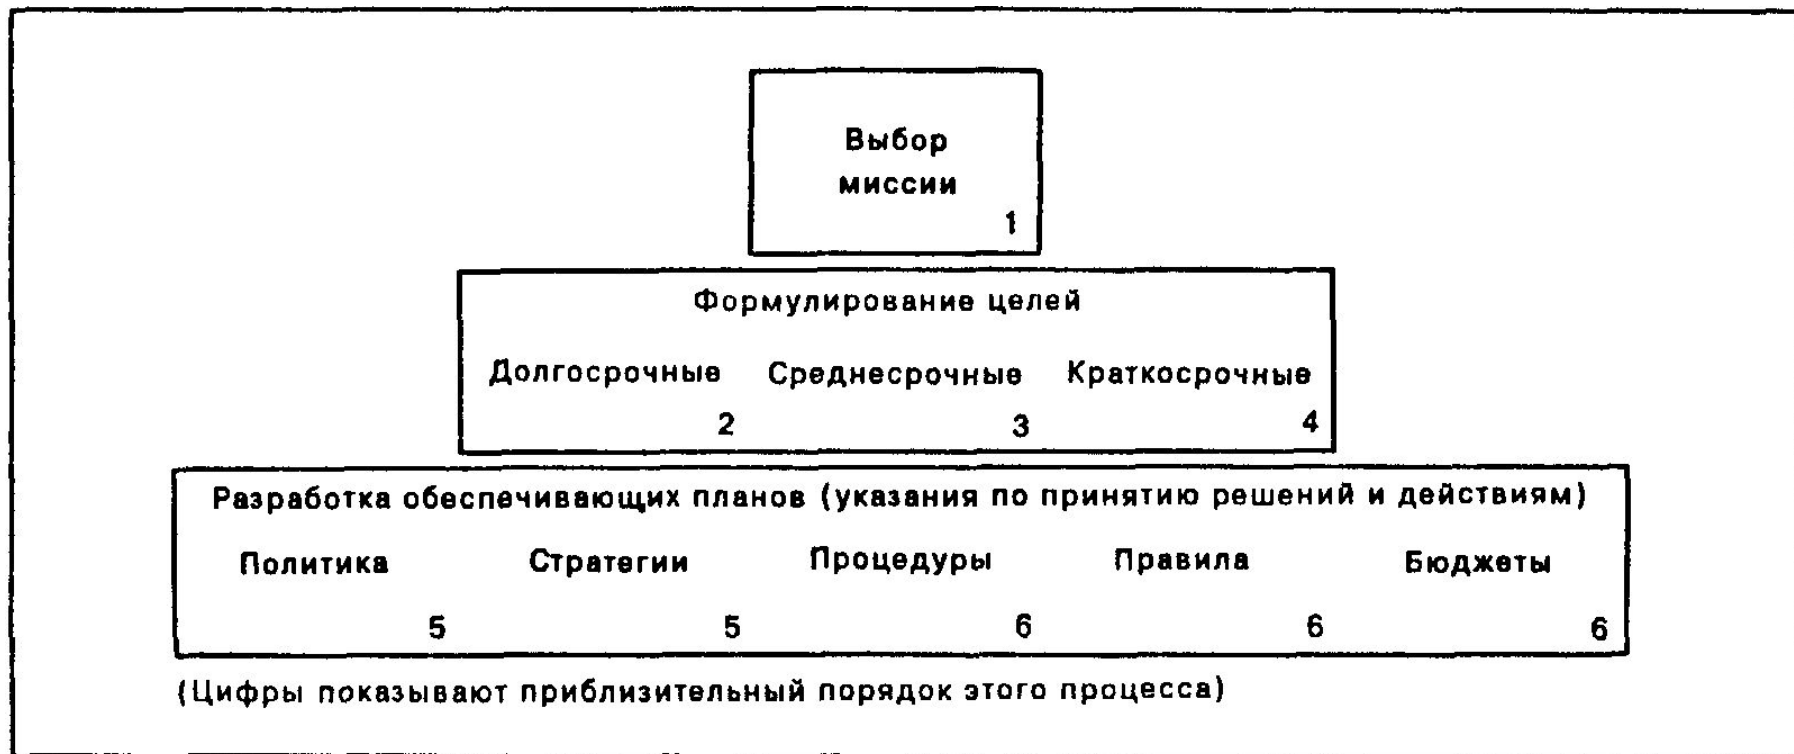 Выбор
миссии
1
Формулирование целей
Долгосрочные Среднесрочные Краткосрочные
2 3 4
Разработка обеспечивающих планов (указания по принятию решений и действиям)
Политика Стратегии Процедуры Правила Бюджеты
5 5 6 6 6
(Цифры показывают приблизительный порядок этого процесса)